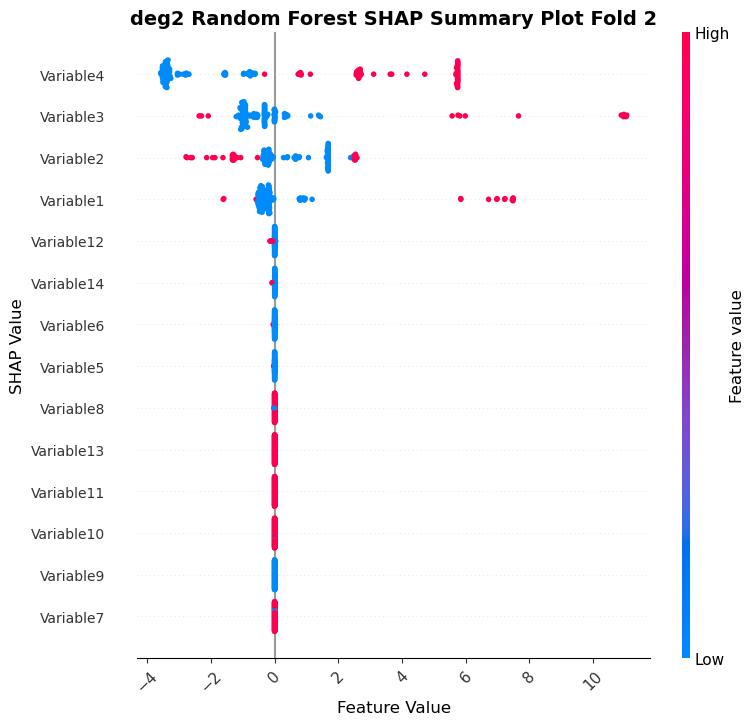 deg2 Random Forest SHAP Summary Plot Fold 2
High
Variable4
Variable3
Variable2
Variable1
Variable12
Variable14
Variable6
Variable5
Variable8
Variable13
Variable11
Variable10
Variable9
Variable7
SHAP Value
Feature value
Low
−4
−2
0
2
4
6
8
10
Feature Value